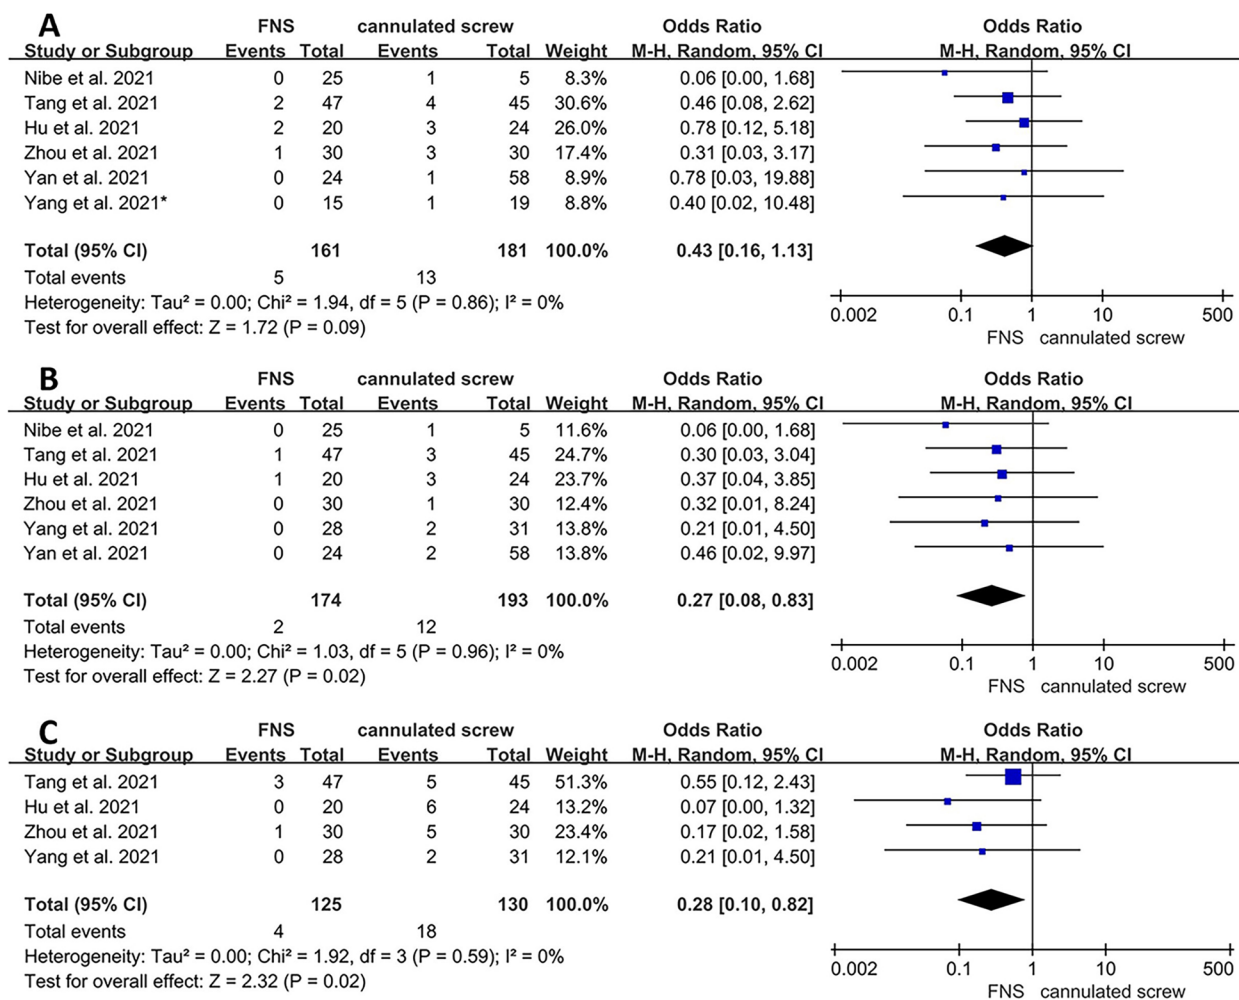 A FNS cannulated screw Odds Ratio Odds Ratio
Study or Subgroup Events Total Events Total Weight M-H, Random, 95% CI M-H, Random, 95% CI
Nibe et al. 2021 0 25 1 5 8.3% 0.06 [0.00, 1.68]
Tang et al. 2021 2 47 4 45 30.6% 0.46 [0.08, 2.62]
Hu et al. 2021 2 20 3 24 26.0% 0.78 [0.12, 5.18]
Zhou et al. 2021 1 30 3 30 17.4% 0.31 [0.03, 3.17]
Yan et al. 2021 0 24 1 58 8.9% 0.78 [0.03, 19.88]
Yang et al. 2021* 0 15 1 19 8.8% 0.40 [0.02, 10.48]
Total (95% CI) 161 181 100.0% 0.43 [0.16, 1.13]
Total events 5 13
Heterogeneity: Tau² = 0.00; Chi² = 1.94, df = 5 (P = 0.86); I² = 0%
Test for overall effect: Z = 1.72 (P = 0.09)
0.002 0.1 1 10 500
FNS cannulated screw
B FNS cannulated screw Odds Ratio Odds Ratio
Study or Subgroup Events Total Events Total Weight M-H, Random, 95% CI M-H, Random, 95% CI
Nibe et al. 2021 0 25 1 5 11.6% 0.06 [0.00, 1.68]
Tang et al. 2021 1 47 3 45 24.7% 0.30 [0.03, 3.04]
Hu et al. 2021 1 20 3 24 23.7% 0.37 [0.04, 3.85]
Zhou et al. 2021 0 30 1 30 12.4% 0.32 [0.01, 8.24]
Yang et al. 2021 0 28 2 31 13.8% 0.21 [0.01, 4.50]
Yan et al. 2021 0 24 2 58 13.8% 0.46 [0.02, 9.97]
Total (95% CI) 174 193 100.0% 0.27 [0.08, 0.83]
Total events 2 12
Heterogeneity: Tau² = 0.00; Chi² = 1.03, df = 5 (P = 0.96); I² = 0%
Test for overall effect: Z = 2.27 (P = 0.02)
0.002 0.1 1 10 500
FNS cannulated screw
C FNS cannulated screw Odds Ratio Odds Ratio
Study or Subgroup Events Total Events Total Weight M-H, Random, 95% CI M-H, Random, 95% CI
Tang et al. 2021 3 47 5 45 51.3% 0.55 [0.12, 2.43]
Hu et al. 2021 0 20 6 24 13.2% 0.07 [0.00, 1.32]
Zhou et al. 2021 1 30 5 30 23.4% 0.17 [0.02, 1.58]
Yang et al. 2021 0 28 2 31 12.1% 0.21 [0.01, 4.50]
Total (95% CI) 125 130 100.0% 0.28 [0.10, 0.82]
Total events 4 18
Heterogeneity: Tau² = 0.00; Chi² = 1.92, df = 3 (P = 0.59); I² = 0%
Test for overall effect: Z = 2.32 (P = 0.02)
0.002 0.1 1 10 500
FNS cannulated screw